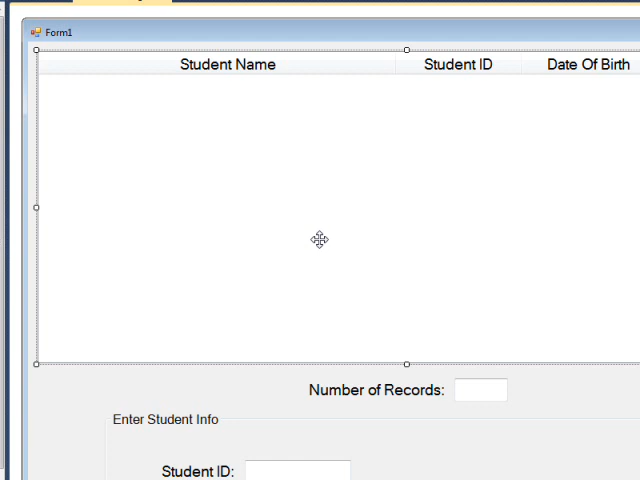 Form1
Student Name Student ID Date Of Birth
Number of Records:
Enter Student Info
Student ID: